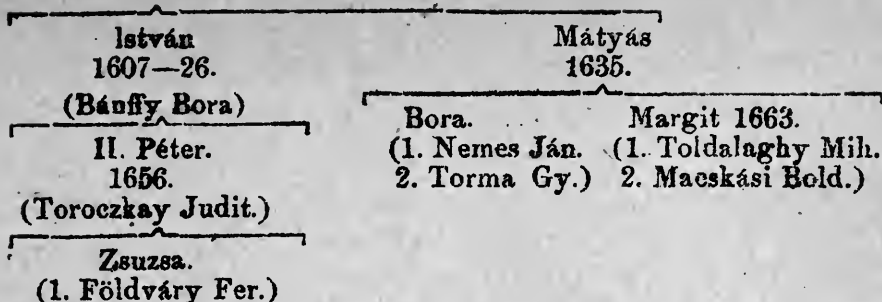 István
1607—26.
(Bánffy Bora)
II. Péter.
1656.
(Toroczkay Judit.)
Zsuzsa.
(1. Földváry Fer.)
Mátyás
1635.
Bora.
(1. Nemes Ján.
2. Torma Gy.)
Margit 1663.
(1. Toldalaghy Mih.
2. Macskási Bold.)